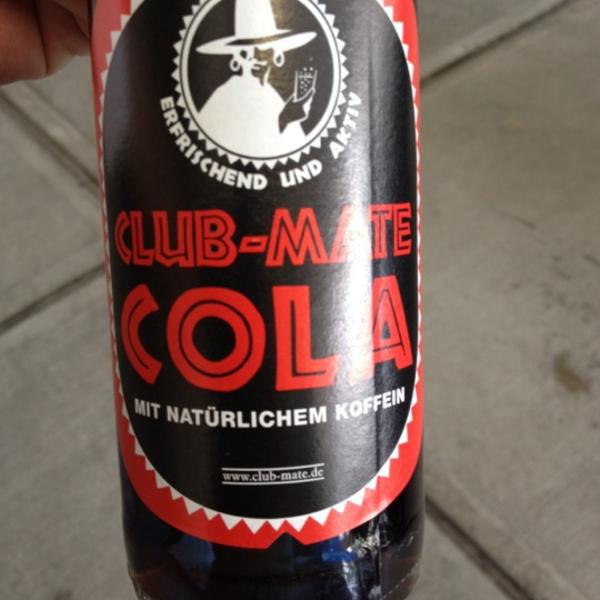 ERFRISCHEND UND AKTIV
CLUB-MATE
COLA
MIT NATÜRLICHEM KOFFEIN
www.club-mate.de